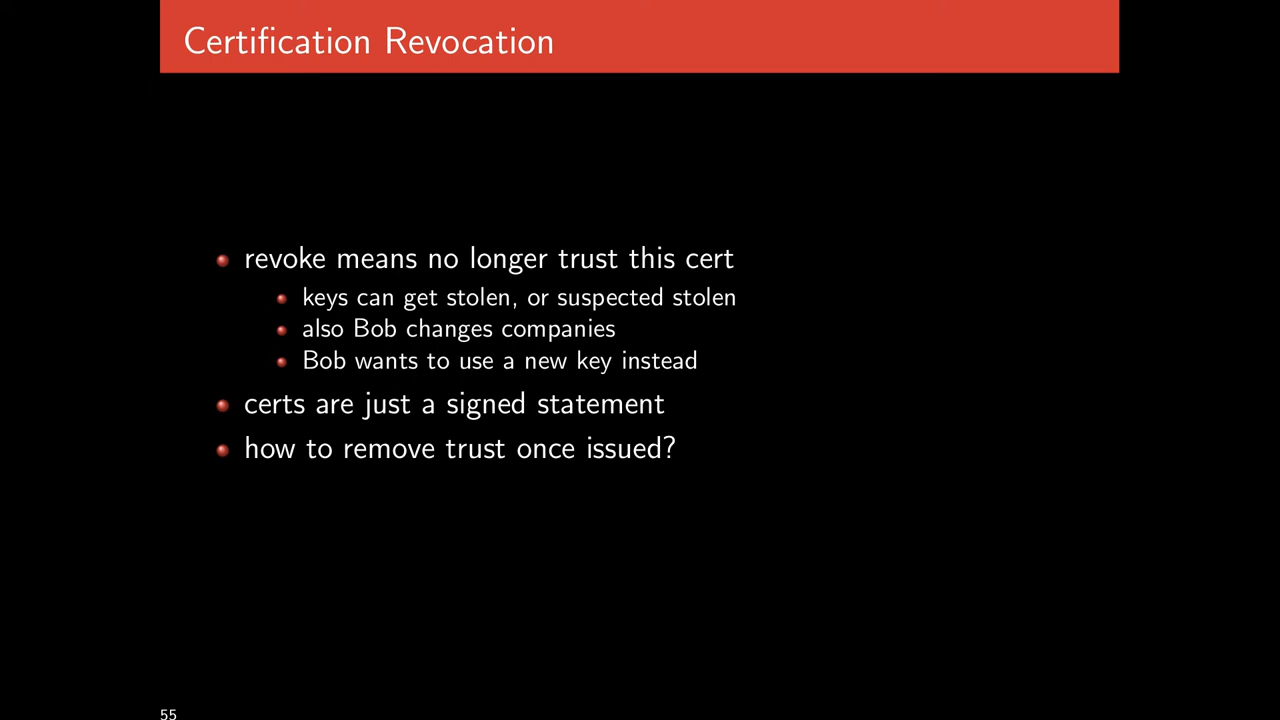 Certification Revocation
revoke means no longer trust this cert
keys can get stolen, or suspected stolen
also Bob changes companies
Bob wants to use a new key instead
certs are just a signed statement
how to remove trust once issued?
55